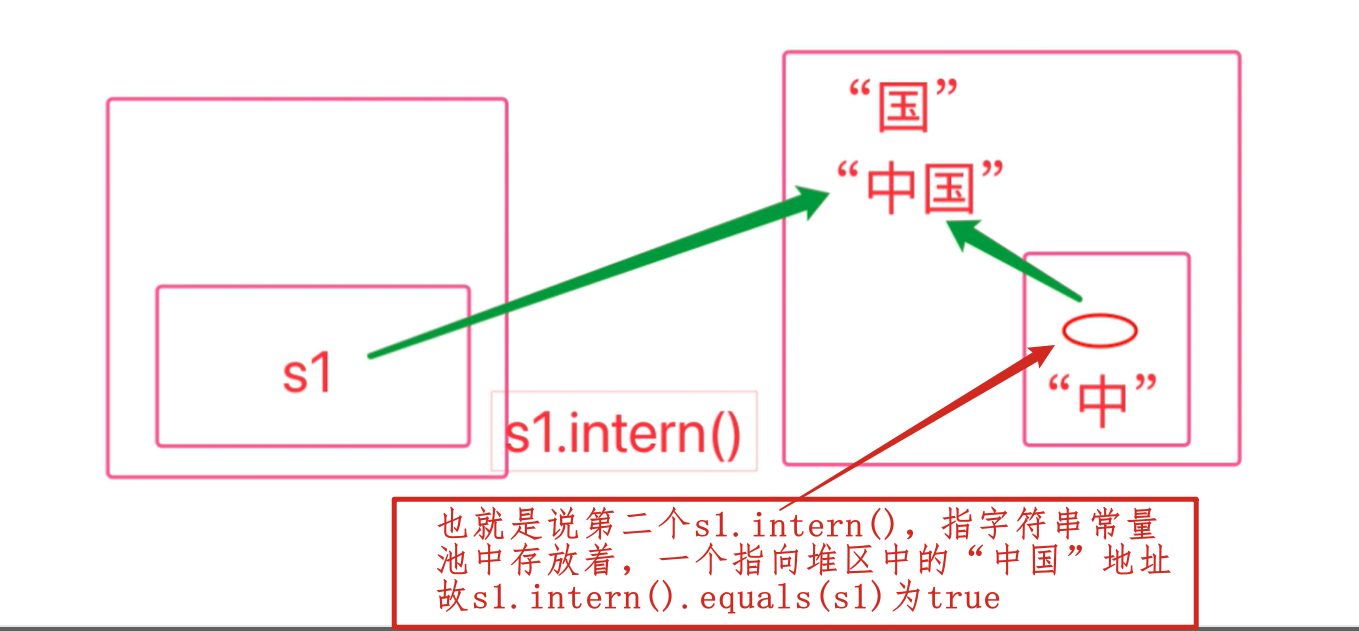 “国”
“中国”
s1
“中”
s1.intern()
也就是说第二个s1.intern()，指字符串常量
池中存放着，一个指向堆区中的“中国”地址
故s1.intern().equals(s1)为true